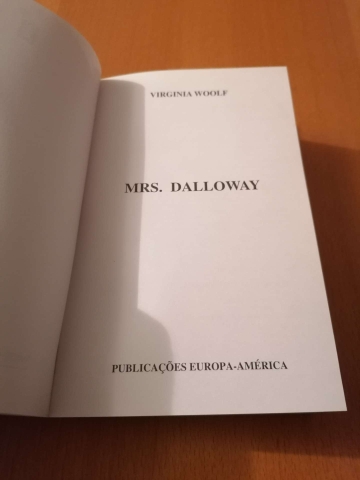 VIRGINIA WOOLF
MRS. DALLOWAY
PUBLICAÇÕES EUROPA-AMÉRICA